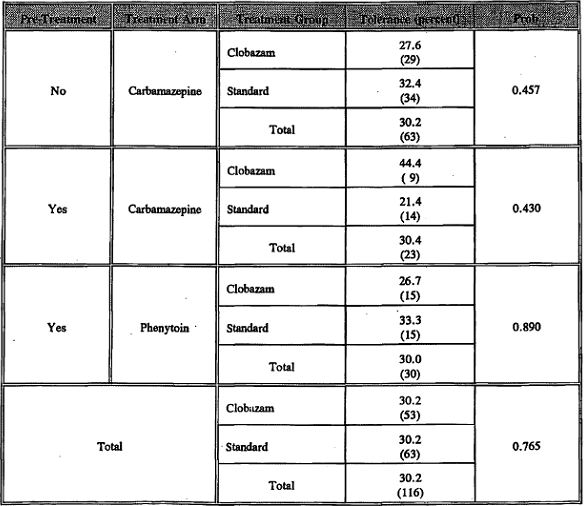 Pre-Treatment Treatment Arm Treatment Group Tolerance (percent) Prob.
Clobazam 27.6
(29)
No Carbamazepine Standard 32.4 0.457
(34)
Total 30.2
(63)
Clobazam 44.4
( 9)
Yes Carbamazepine Standard 21.4 0.430
(14)
Total 30.4
(23)
Clobazam 26.7
(15)
Yes Phenytoin Standard 33.3 0.890
(15)
Total 30.0
(30)
Clobazam 30.2
(53)
Total Standard 30.2 0.765
(63)
Total 30.2
(116)